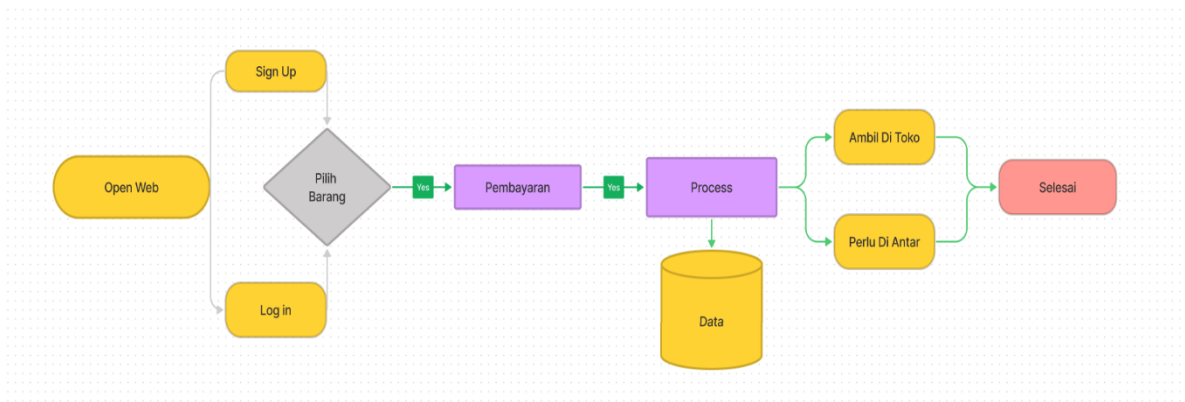 Sign Up
Open Web
Pilih
Barang
Yes
Pembayaran
Yes
Process
Ambil Di Toko
Perlu Di Antar
Selesai
Log in
Data